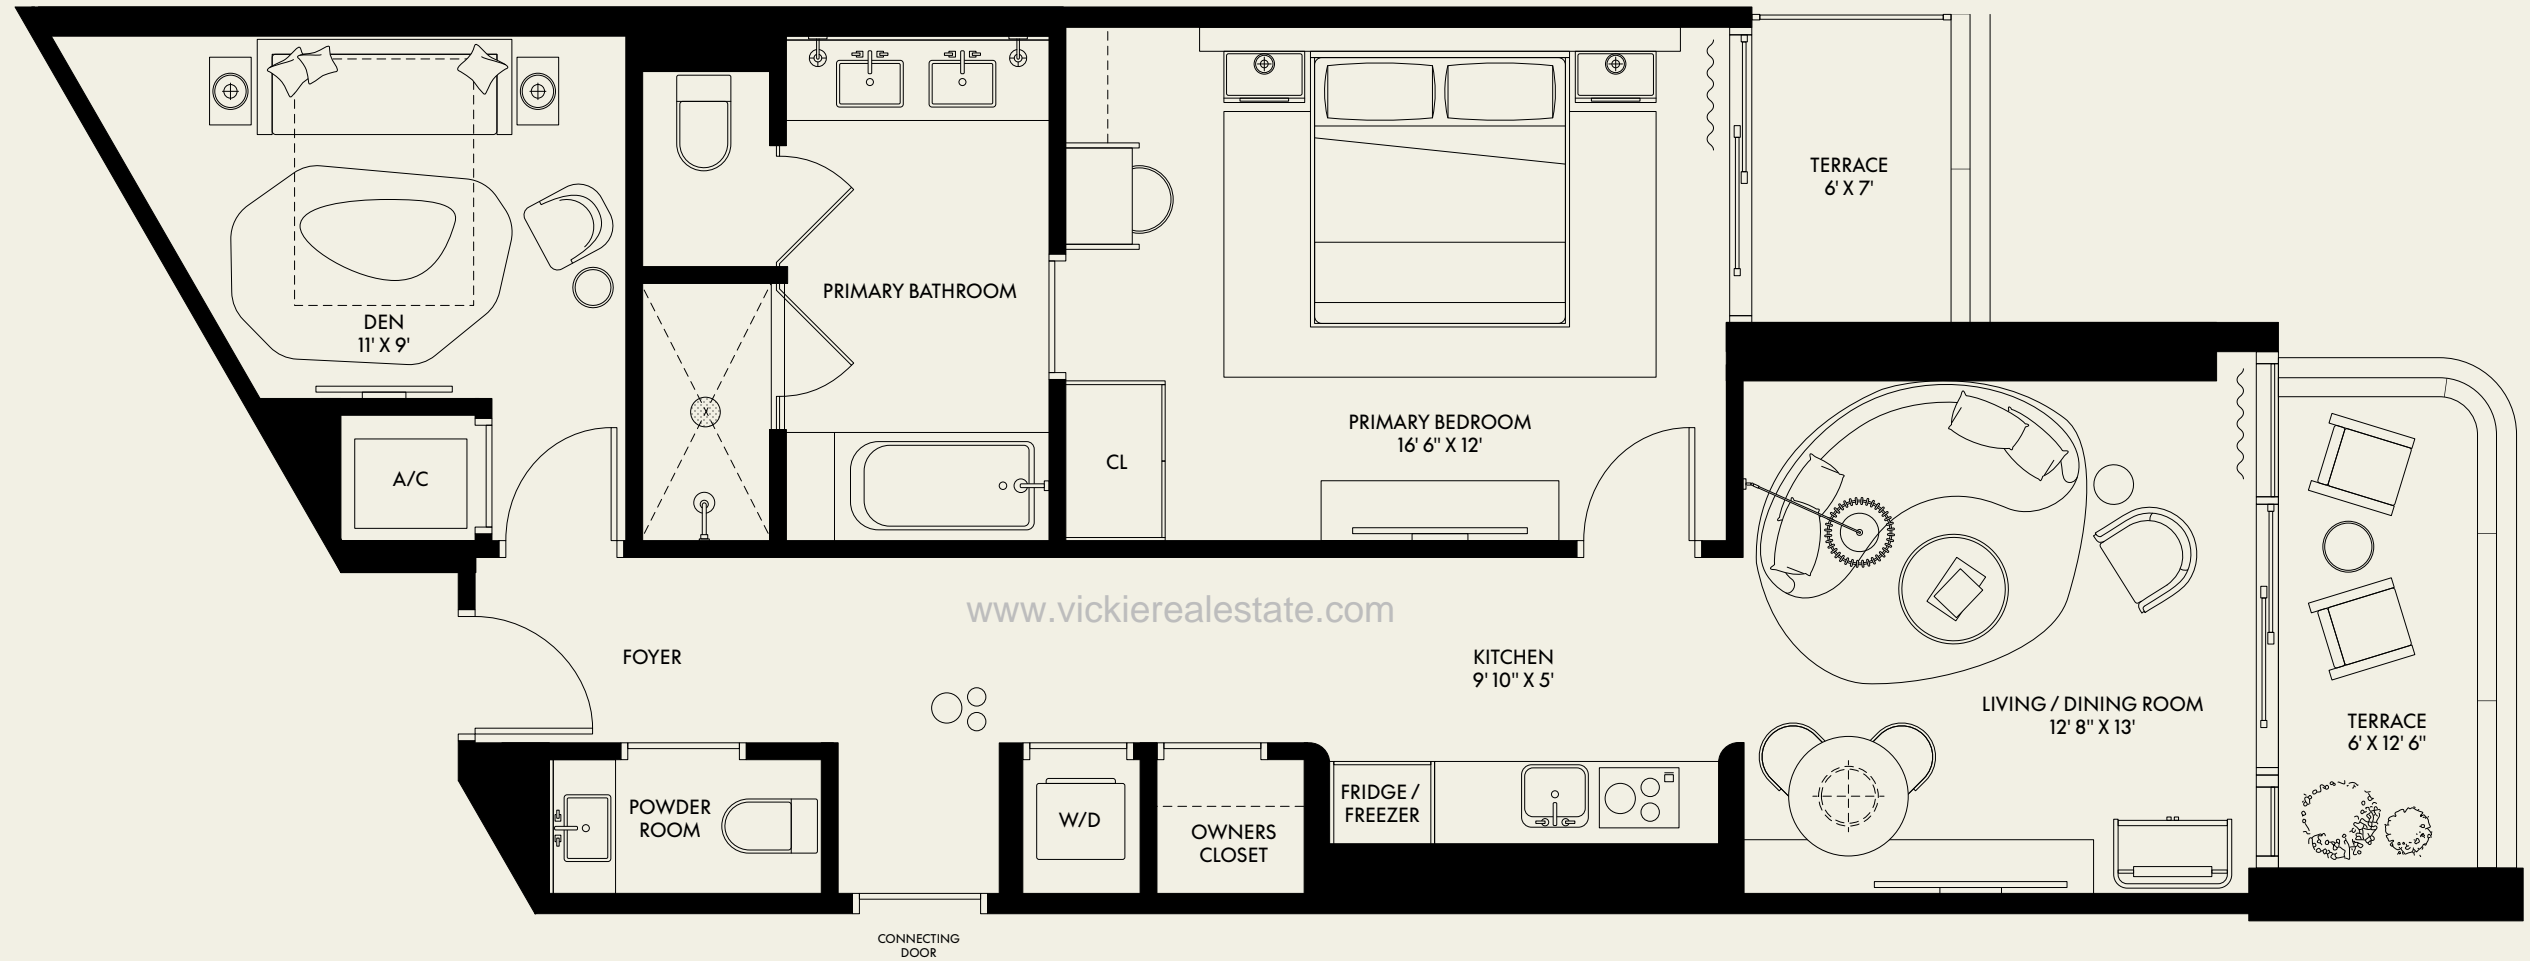 TERRACE
6' X 7'
PRIMARY BATHROOM
DEN
11' X 9'
PRIMARY BEDROOM
16' 6" X 12'
CL
A/C
www.vickierealestate.com
FOYER
KITCHEN
9' 10" X 5'
LIVING / DINING ROOM
12' 8" X 13'
TERRACE
6' X 12' 6"
POWDER
ROOM
W/D
OWNERS
CLOSET
FRIDGE /
FREEZER
CONNECTING
DOOR